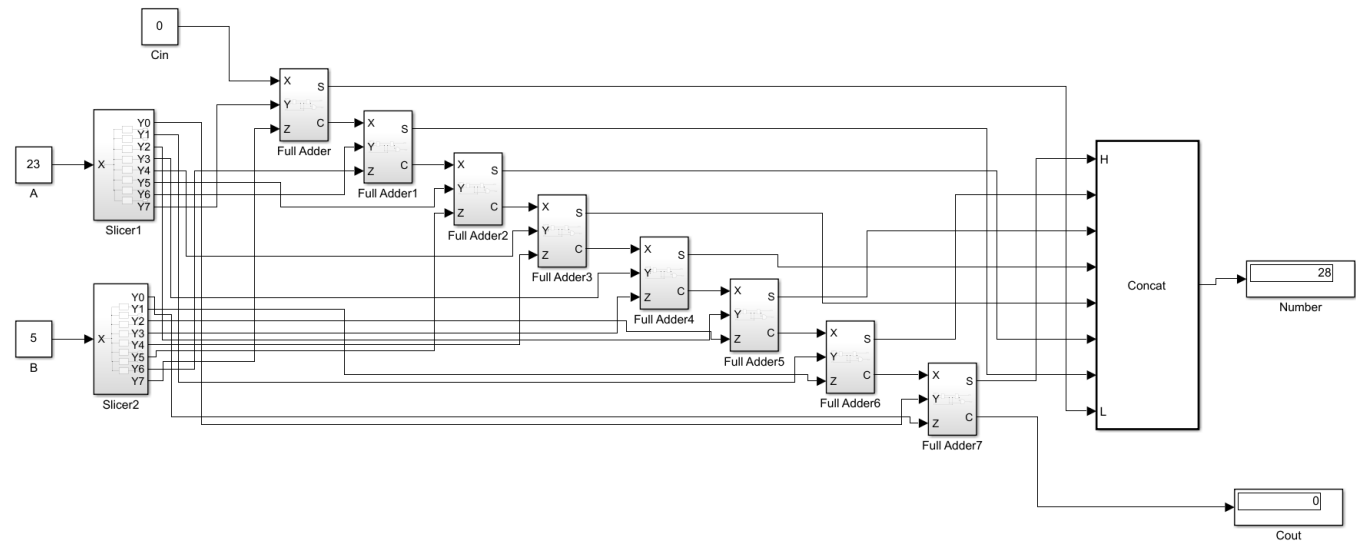 0
Cin
X
Y
Z
S
C
Full Adder
X
Y
Z
S
C
Full Adder1
X
Y
Z
S
C
Full Adder2
X
Y
Z
S
C
Full Adder3
X
Y
Z
S
C
Full Adder4
X
Y
Z
S
C
Full Adder5
X
Y
Z
S
C
Full Adder6
X
Y
Z
S
C
Full Adder7
23
A
X
Y0
Y1
Y2
Y3
Y4
Y5
Y6
Y7
Slicer1
5
B
X
Y0
Y1
Y2
Y3
Y4
Y5
Y6
Y7
Slicer2
H
Concat
L
28
Number
0
Cout